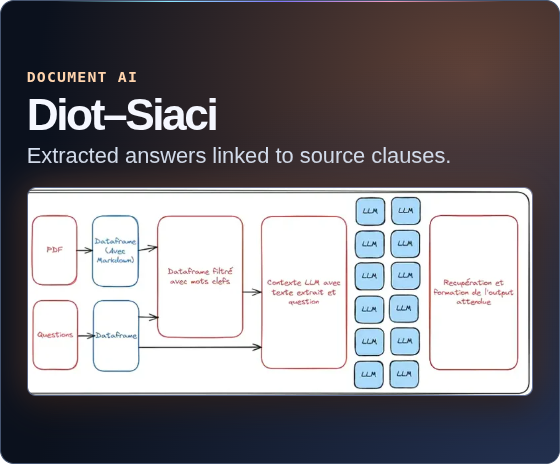 DOCUMENT AI
Diot–Siaci
Extracted answers linked to source clauses.
PDF
Dataframe
(Avec
Markdown)
Dataframe filtré
avec mots clefs
Questions
Dataframe
Contexte LLM avec
texte extrait et
question
LLM LLM
LLM LLM
LLM LLM
LLM LLM
LLM LLM
LLM LLM
Recupération et
formation de l'output
attendue